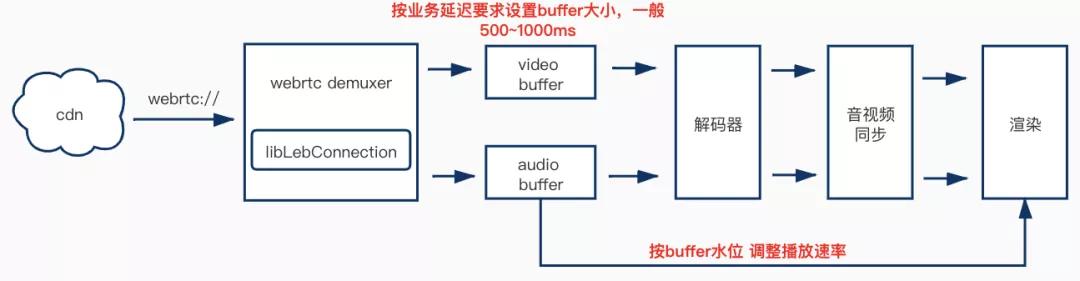 按业务延迟要求设置buffer大小，一般
500~1000ms
cdn
webrtc://
webrtc demuxer
libLebConnection
video
buffer
audio
buffer
解码器
音视频
同步
渲染
按buffer水位 调整播放速率